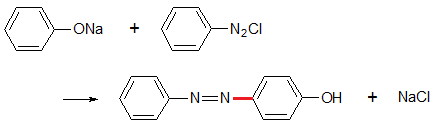 ONa + N2Cl
N=N OH + NaCl